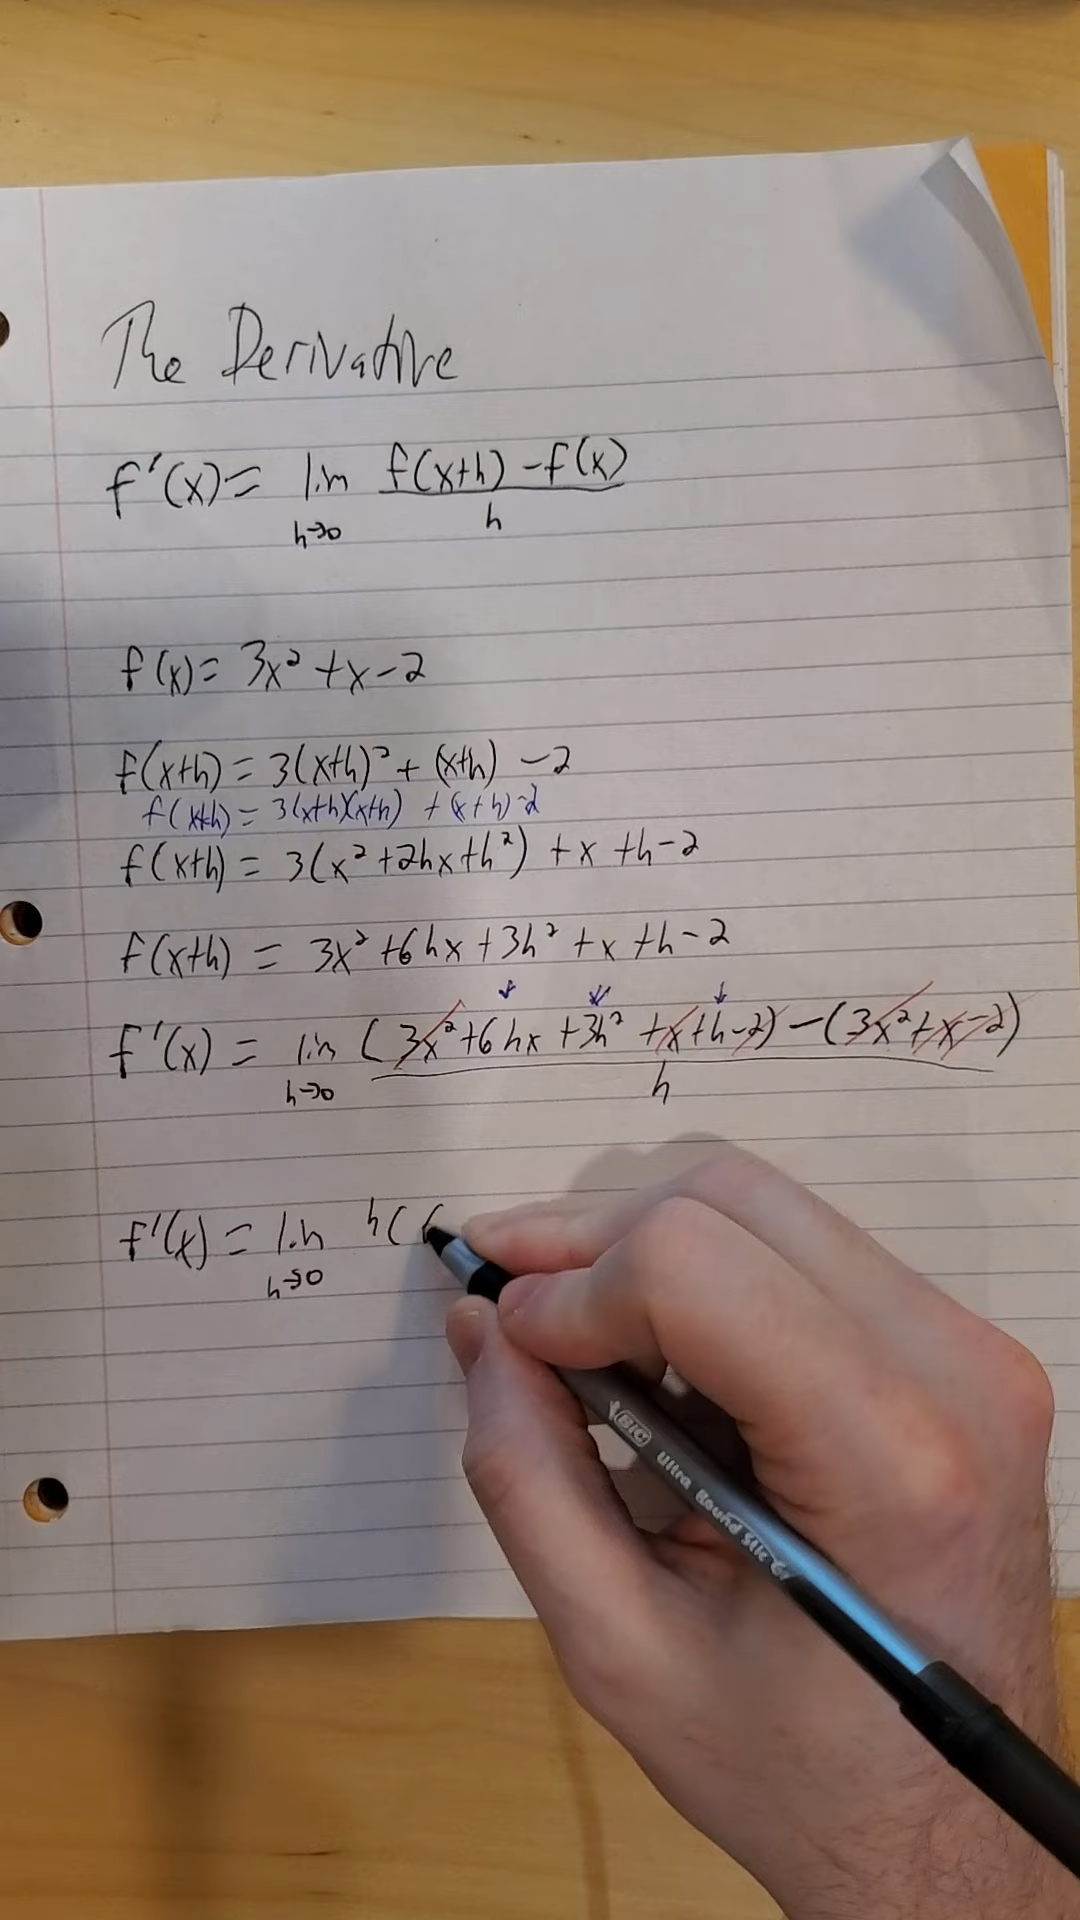 The Derivative
f'(x) = lim f(x+h) - f(x)
h→0 h
f(x) = 3x² + x - 2
f(x+h) = 3(x+h)² + (x+h) - 2
f(x+h) = 3(x+h)(x+h) + (x+h) - 2
f(x+h) = 3(x² + 2hx + h²) + x + h - 2
f(x+h) = 3x² + 6hx + 3h² + x + h - 2
f'(x) = lim (3x² + 6hx + 3h² + x + h - 2) - (3x² + x - 2)
h→0 h
f'(x) = lim h(
h→0
BIC Ultra Round Stic Gr